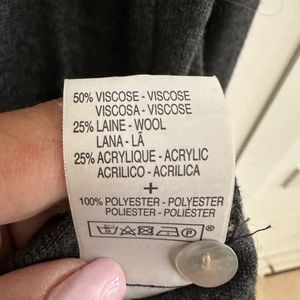 50% VISCOSE - VISCOSE
VISCOSA - VISCOSE
25% LAINE - WOOL
LANA - LÃ
25% ACRYLIQUE - ACRYLIC
ACRILICO - ACRILICA
+
100% POLYESTER - POLYESTER
POLIESTER - POLIÉSTER
P